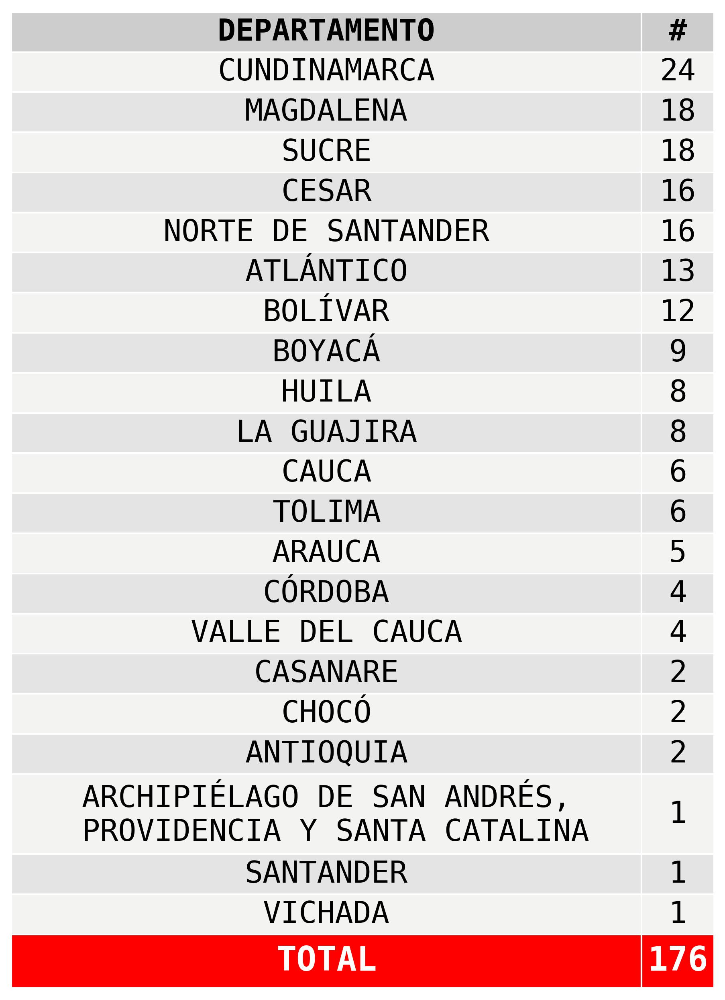 DEPARTAMENTO #
CUNDINAMARCA 24
MAGDALENA 18
SUCRE 18
CESAR 16
NORTE DE SANTANDER 16
ATLÁNTICO 13
BOLÍVAR 12
BOYACÁ 9
HUILA 8
LA GUAJIRA 8
CAUCA 6
TOLIMA 6
ARAUCA 5
CÓRDOBA 4
VALLE DEL CAUCA 4
CASANARE 2
CHOCÓ 2
ANTIOQUIA 2
ARCHIPIÉLAGO DE SAN ANDRÉS,
PROVIDENCIA Y SANTA CATALINA 1
SANTANDER 1
VICHADA 1
TOTAL 176